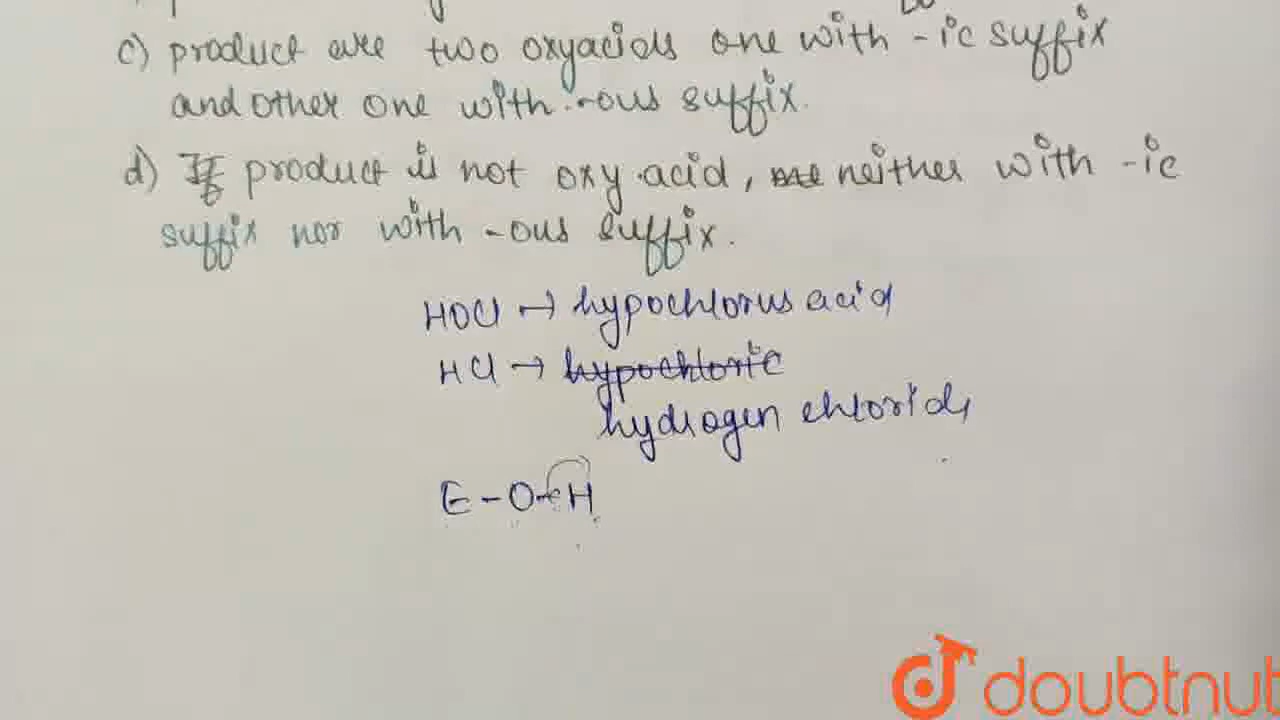 c) product are two oxyacids one with -ic suffix
and other one with -ous suffix.
d) If product is not oxy acid, neither with -ic
suffix nor with -ous suffix.
HOCl → hypochlorus acid
HCl → hypochloric
hydrogen chloride
E-O-H
doubtnut